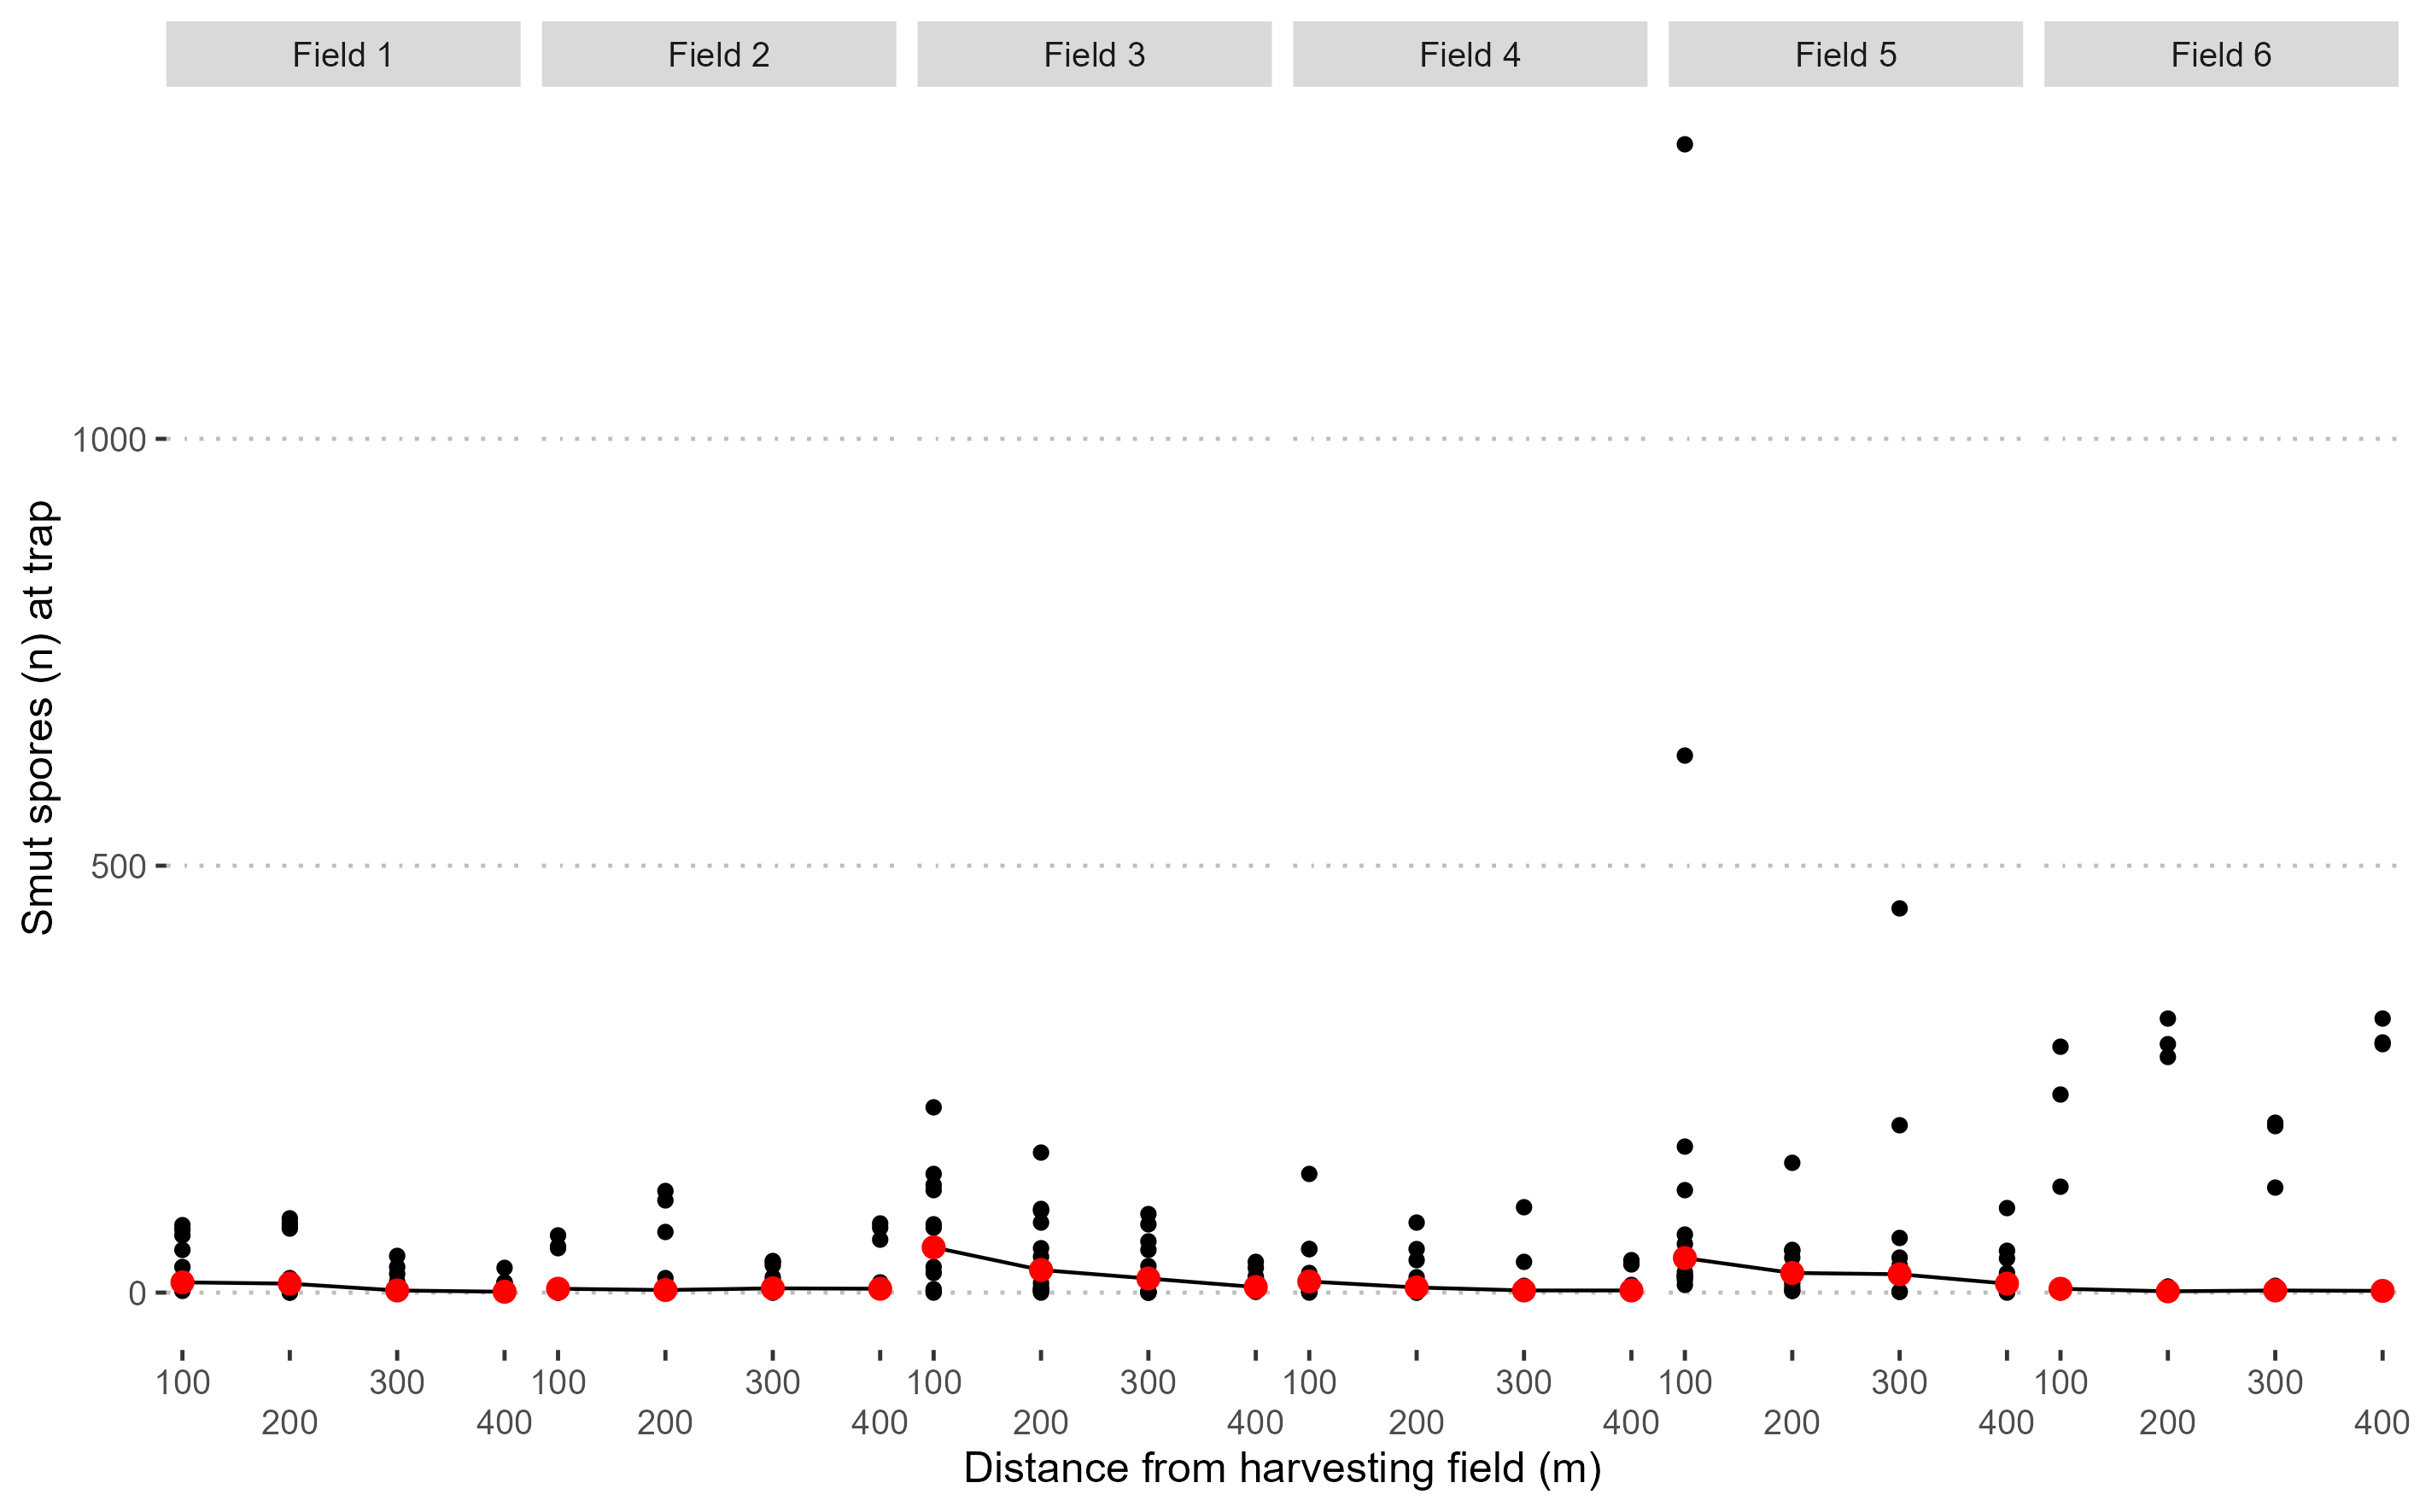 Field 1 Field 2 Field 3 Field 4 Field 5 Field 6
1000
500
0
Smut spores (n) at trap
100 300 100 300 100 300 100 300 100 300 100 300
200 400 200 400 200 400 200 400 200 400 200 400
Distance from harvesting field (m)